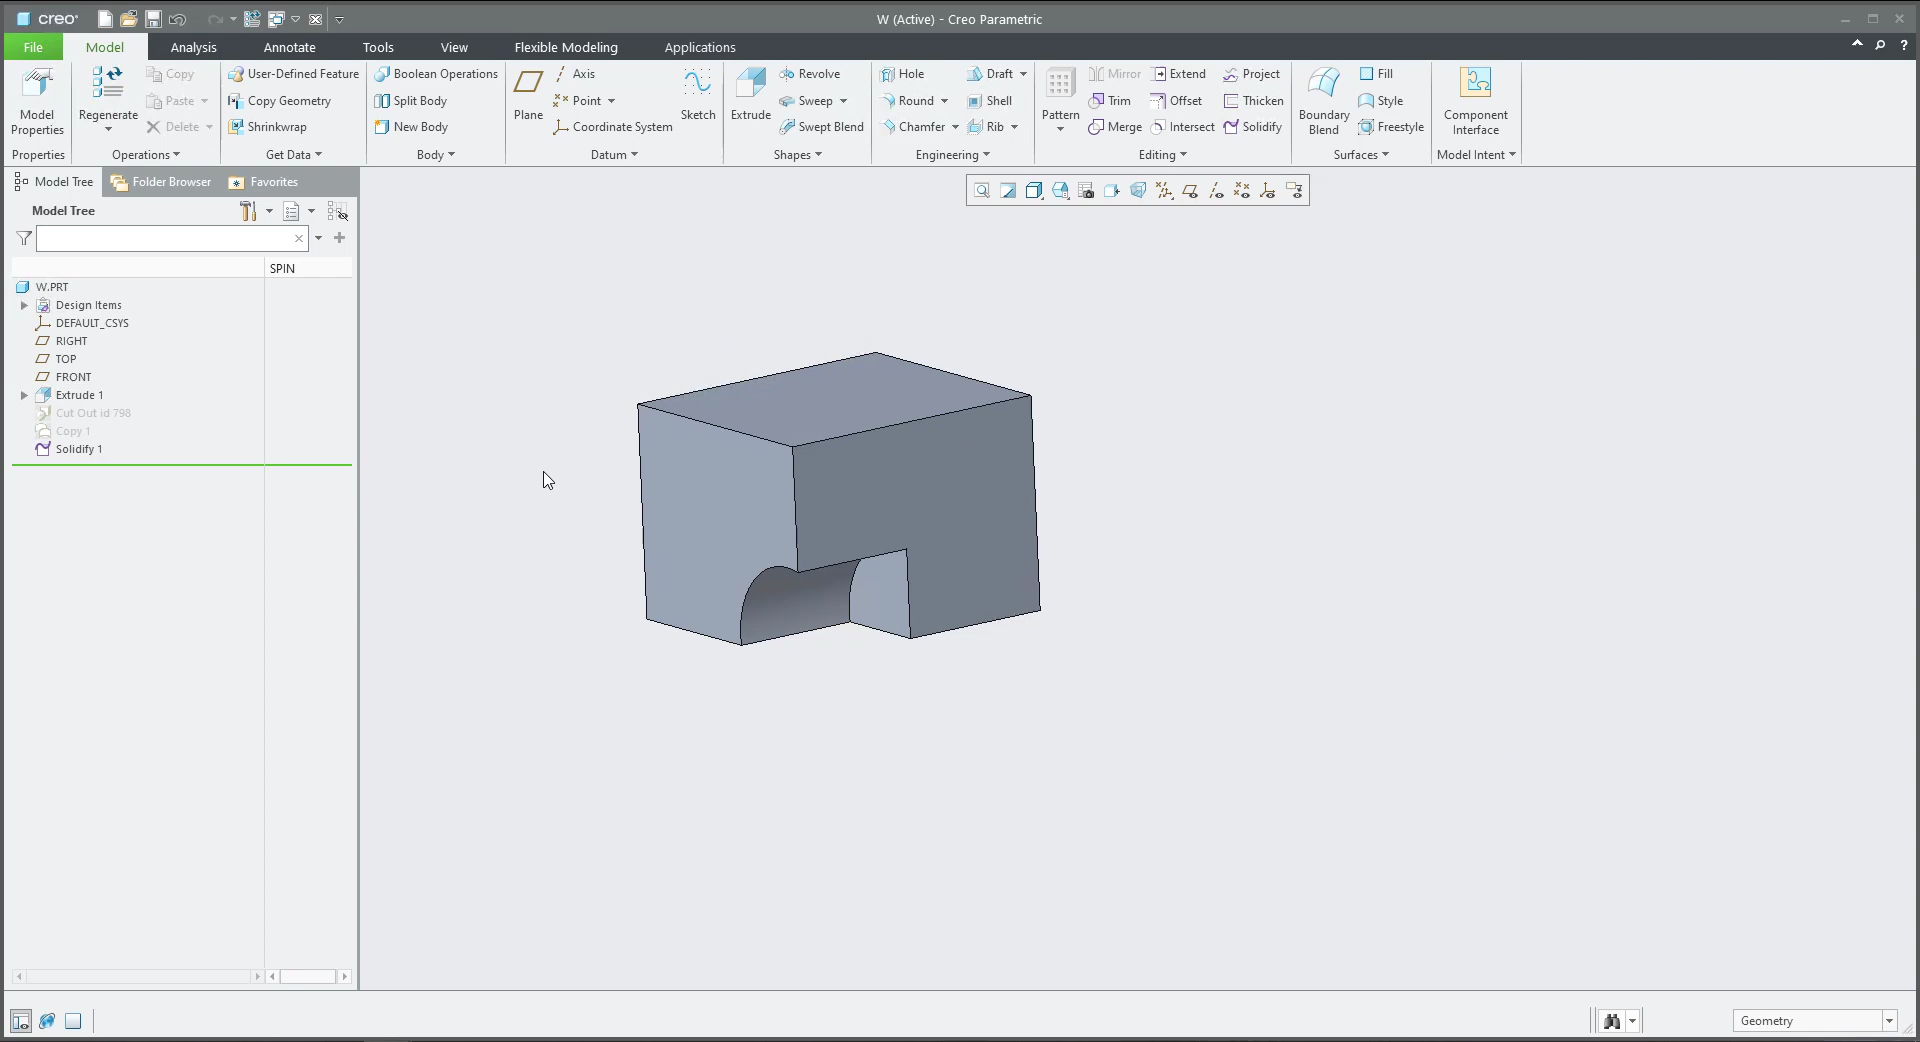 creo
W (Active) - Creo Parametric
File Model Analysis Annotate Tools View Flexible Modeling Applications
Model Properties
Properties
Regenerate
Copy
Paste
Delete
Operations
User-Defined Feature
Copy Geometry
Shrinkwrap
Get Data
Boolean Operations
Split Body
New Body
Body
Plane
Axis
Point
Coordinate System
Sketch
Datum
Extrude
Revolve
Sweep
Swept Blend
Shapes
Hole
Round
Chamfer
Draft
Shell
Rib
Engineering
Pattern
Mirror
Trim
Merge
Extend
Offset
Intersect
Project
Thicken
Solidify
Editing
Boundary Blend
Fill
Style
Freestyle
Surfaces
Component Interface
Model Intent
Model Tree Folder Browser Favorites
Model Tree
SPIN
W.PRT
Design Items
DEFAULT_CSYS
RIGHT
TOP
FRONT
Extrude 1
Cut Out id 798
Copy 1
Solidify 1
Geometry